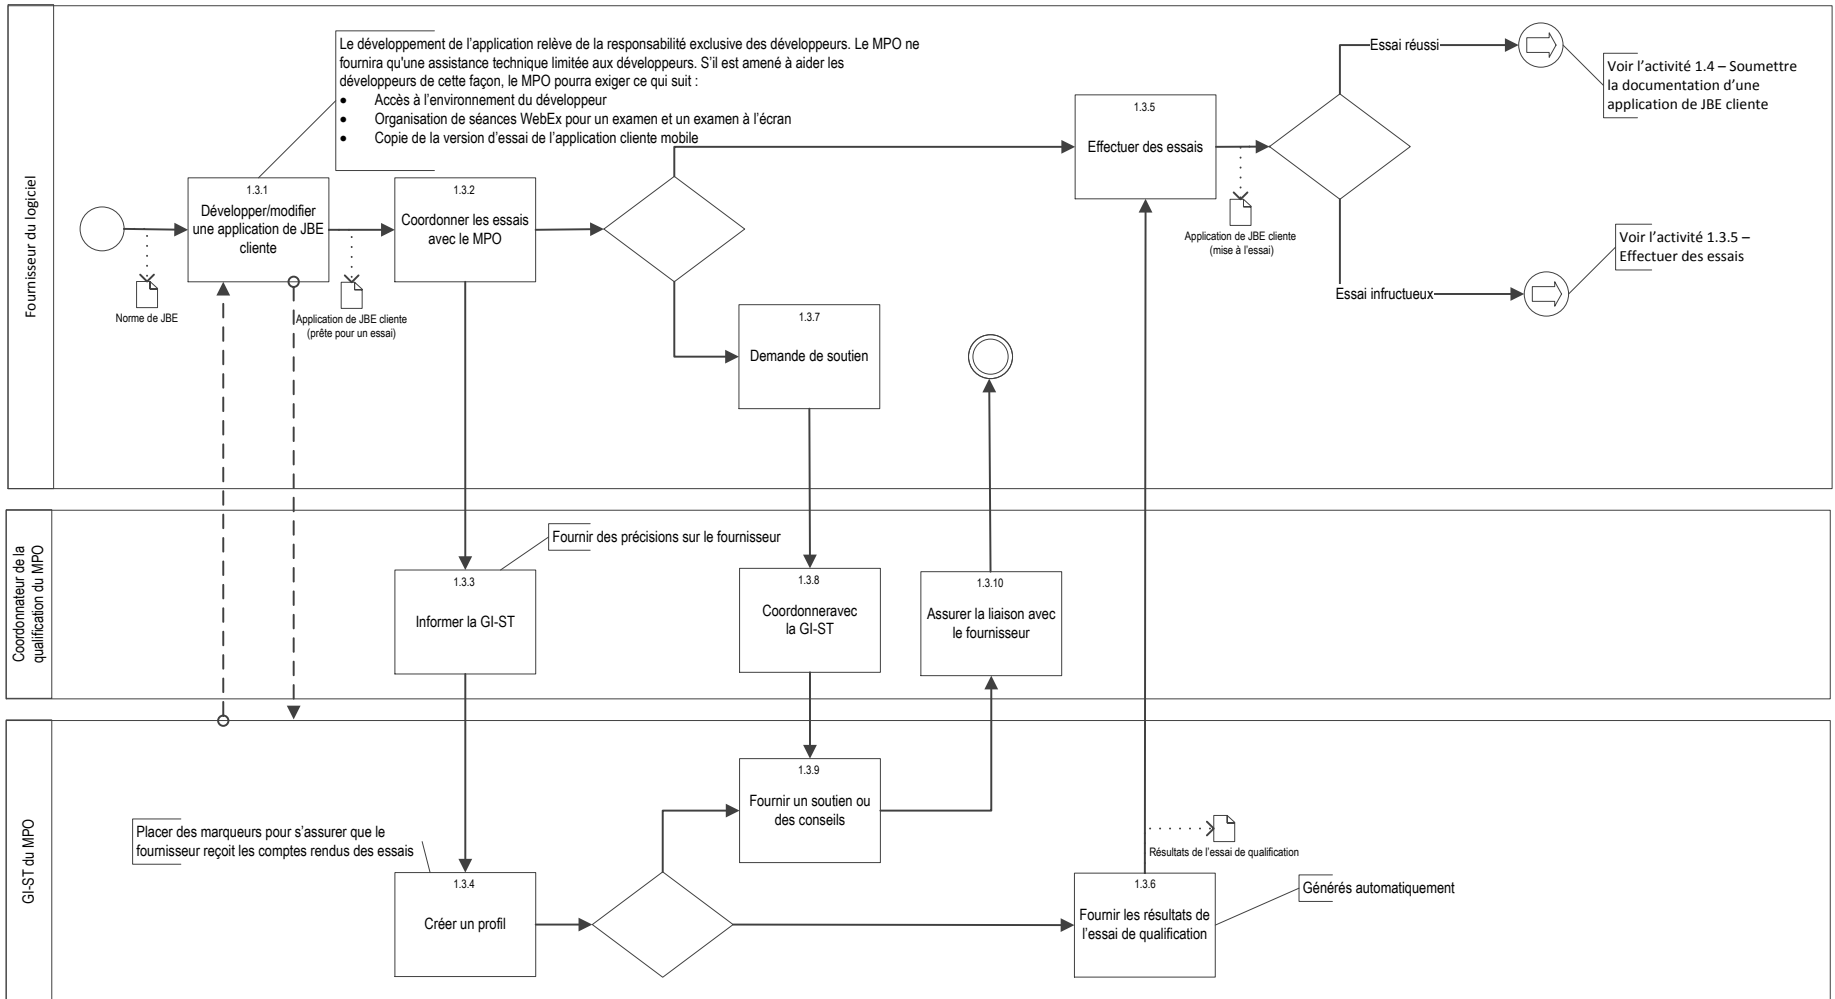 Fournisseur du logiciel
Le développement de l'application relève de la responsabilité exclusive des développeurs. Le MPO ne
fournira qu'une assistance technique limitée aux développeurs. S'il est amené à aider les
développeurs de cette façon, le MPO pourra exiger ce qui suit :
• Accès à l'environnement du développeur
• Organisation de séances WebEx pour un examen et un examen à l'écran
• Copie de la version d'essai de l'application cliente mobile
1.3.1
Développer/modifier
une application de JBE
cliente
Norme de JBE
Application de JBE cliente
(prête pour un essai)
1.3.2
Coordonner les essais
avec le MPO
1.3.7
Demande de soutien
1.3.5
Effectuer des essais
Application de JBE cliente
(mise à l'essai)
Essai réussi
Voir l'activité 1.4 – Soumettre
la documentation d'une
application de JBE cliente
Essai infructueux
Voir l'activité 1.3.5 –
Effectuer des essais
Coordonnateur de la
qualification du MPO
Fournir des précisions sur le fournisseur
1.3.3
Informer la GI-ST
1.3.8
Coordonneravec
la GI-ST
1.3.10
Assurer la liaison avec
le fournisseur
GI-ST du MPO
Placer des marqueurs pour s'assurer que le
fournisseur reçoit les comptes rendus des essais
1.3.4
Créer un profil
1.3.9
Fournir un soutien ou
des conseils
Résultats de l'essai de qualification
1.3.6
Fournir les résultats de
l'essai de qualification
Générés automatiquement